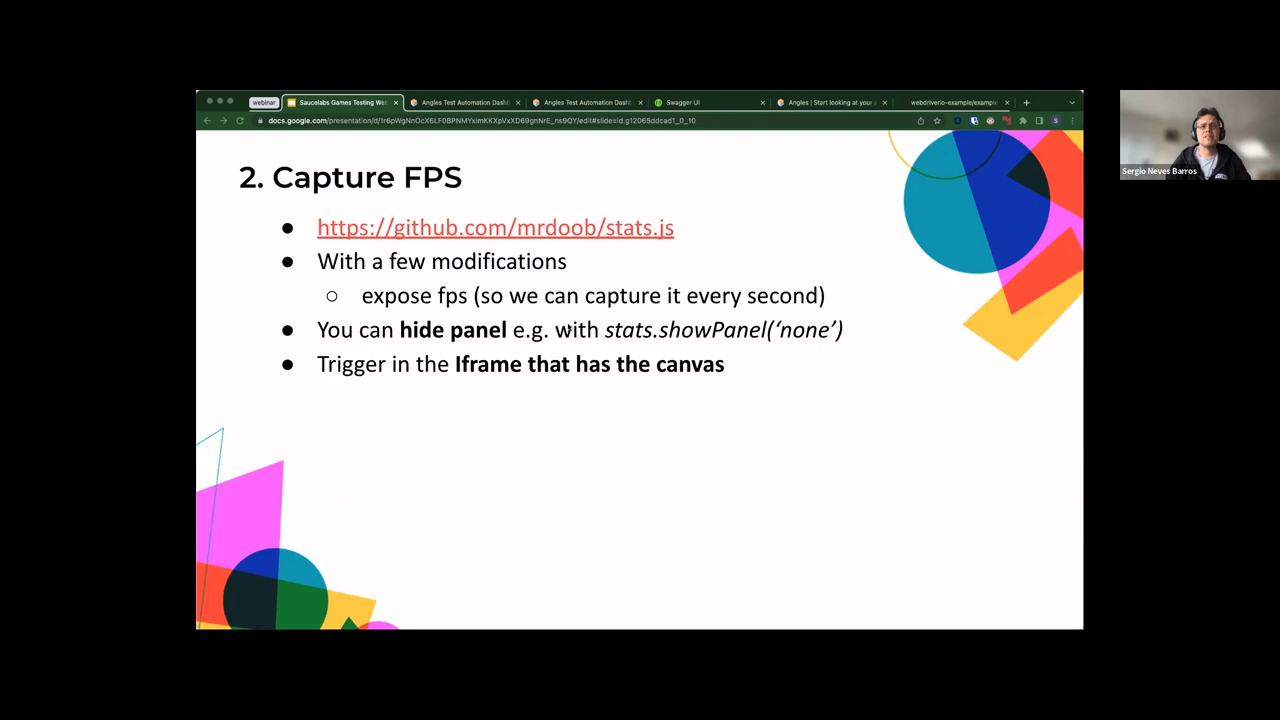 webinar
Saucelabs Games Testing We
Angles Test Automation Dash
Angles Test Automation Dash
Swagger UI
Angles | Start looking at your a
webdriverio-example/example
docs.google.com/presentation/d/1r6pWgNnOcX6LF0BPNMYximKKXpVxXD69gnNrE_ns9QY/edit#slide=id.g12065ddcad1_0_10
Sergio Neves Barros
2. Capture FPS
● https://github.com/mrdoob/stats.js
● With a few modifications
○ expose fps (so we can capture it every second)
● You can hide panel e.g. with stats.showPanel(‘none’)
● Trigger in the Iframe that has the canvas